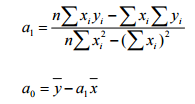 a₁ = (n∑xᵢyᵢ − ∑xᵢ∑yᵢ) / (n∑xᵢ² − (∑xᵢ)²)
a₀ = y̅ − a₁x̅